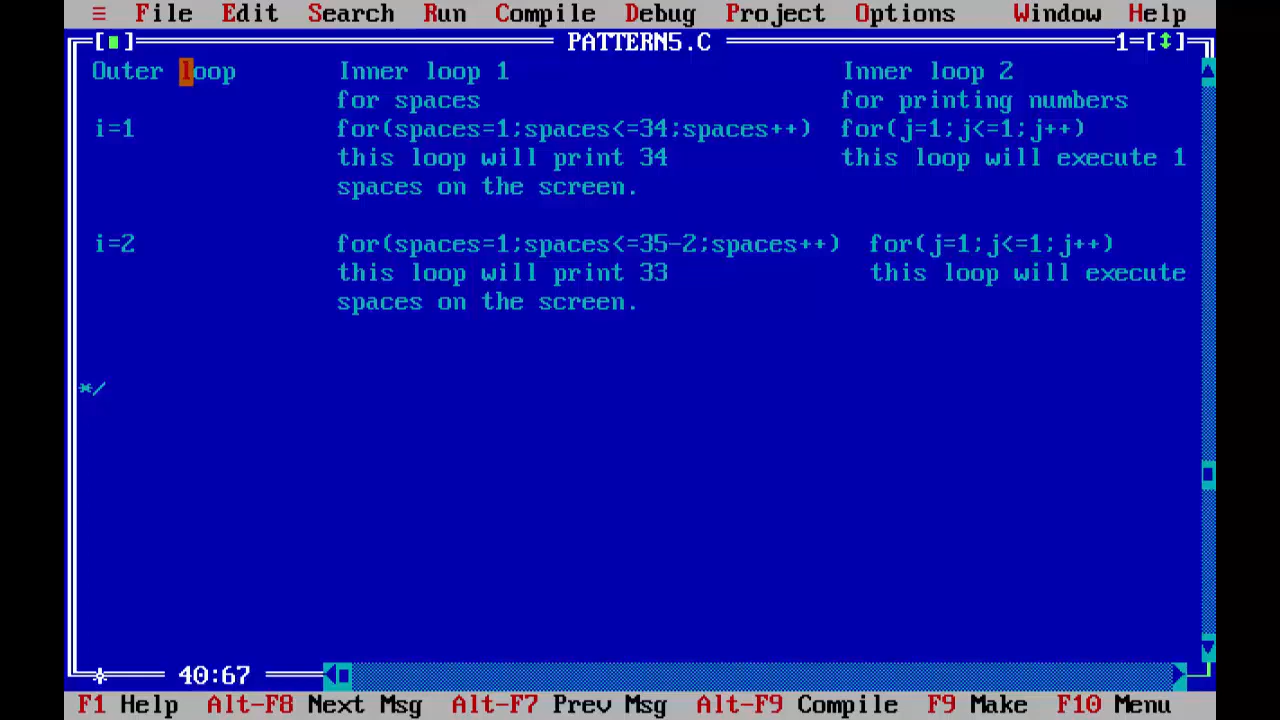 ≡ File Edit Search Run Compile Debug Project Options Window Help
[■] PATTERN5.C 1=[↕]
Outer loop Inner loop 1 Inner loop 2
for spaces for printing numbers
i=1 for(spaces=1;spaces<=34;spaces++) for(j=1;j<=1;j++)
this loop will print 34 this loop will execute 1
spaces on the screen.
i=2 for(spaces=1;spaces<=35-2;spaces++) for(j=1;j<=1;j++)
this loop will print 33 this loop will execute
spaces on the screen.
*/
* 40:67
F1 Help Alt-F8 Next Msg Alt-F7 Prev Msg Alt-F9 Compile F9 Make F10 Menu